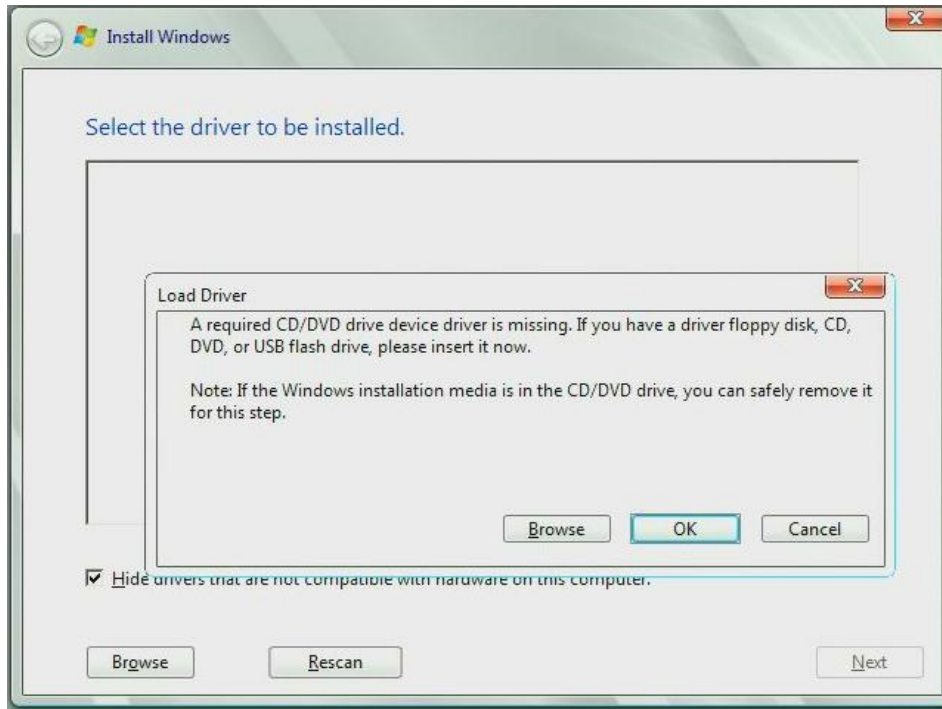 Install Windows
Select the driver to be installed.
Load Driver
A required CD/DVD drive device driver is missing. If you have a driver floppy disk, CD,
DVD, or USB flash drive, please insert it now.
Note: If the Windows installation media is in the CD/DVD drive, you can safely remove it
for this step.
Browse OK Cancel
Hide drivers that are not compatible with hardware on this computer.
Browse Rescan Next